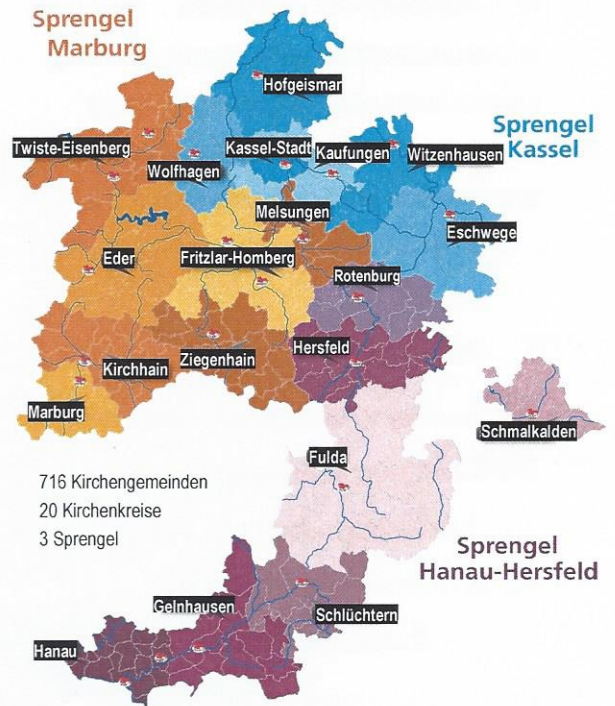 Sprengel
Marburg
Hofgeismar
Twiste-Eisenberg
Kassel-Stadt
Kaufungen
Sprengel
Kassel
Wolfhagen
Witzenhausen
Melsungen
Eschwege
Eder
Fritzlar-Homberg
Rotenburg
Hersfeld
Kirchhain
Ziegenhain
Marburg
Schmalkalden
Fulda
716 Kirchengemeinden
20 Kirchenkreise
3 Sprengel
Sprengel
Hanau-Hersfeld
Gelnhausen
Schlüchtern
Hanau